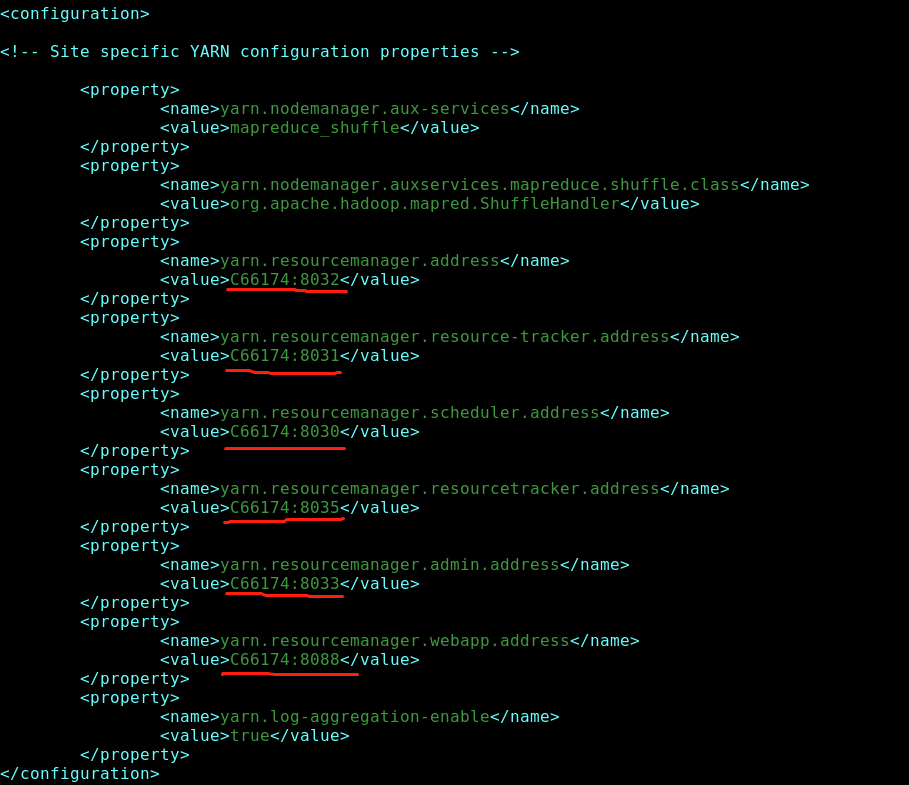 <configuration>
<!-- Site specific YARN configuration properties -->
<property>
<name>yarn.nodemanager.aux-services</name>
<value>mapreduce_shuffle</value>
</property>
<property>
<name>yarn.nodemanager.auxservices.mapreduce.shuffle.class</name>
<value>org.apache.hadoop.mapred.ShuffleHandler</value>
</property>
<property>
<name>yarn.resourcemanager.address</name>
<value>C66174:8032</value>
</property>
<property>
<name>yarn.resourcemanager.resource-tracker.address</name>
<value>C66174:8031</value>
</property>
<property>
<name>yarn.resourcemanager.scheduler.address</name>
<value>C66174:8030</value>
</property>
<property>
<name>yarn.resourcemanager.resourcetracker.address</name>
<value>C66174:8035</value>
</property>
<property>
<name>yarn.resourcemanager.admin.address</name>
<value>C66174:8033</value>
</property>
<property>
<name>yarn.resourcemanager.webapp.address</name>
<value>C66174:8088</value>
</property>
<property>
<name>yarn.log-aggregation-enable</name>
<value>true</value>
</property>
</configuration>